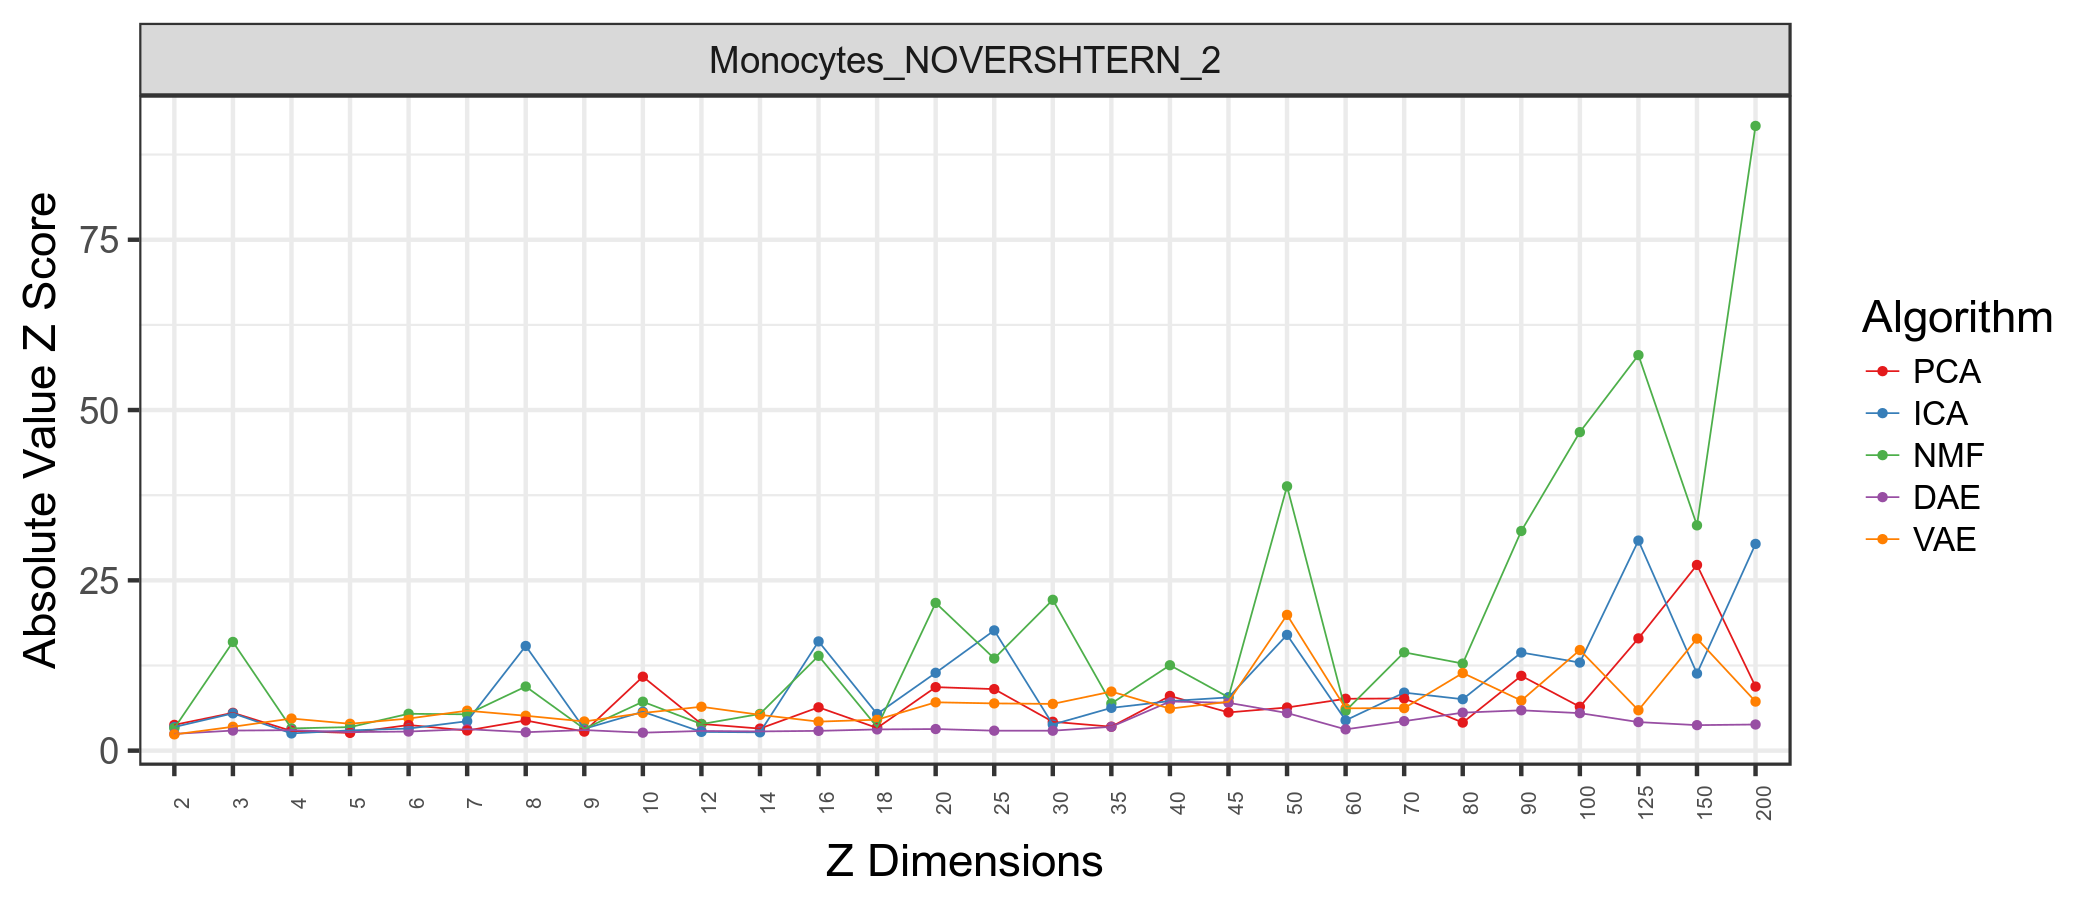 Monocytes_NOVERSHTERN_2
Absolute Value Z Score
75
50
25
0
2 3 4 5 6 7 8 9 10 12 14 16 18 20 25 30 35 40 45 50 60 70 80 90 100 125 150 200
Z Dimensions
Algorithm
PCA
ICA
NMF
DAE
VAE